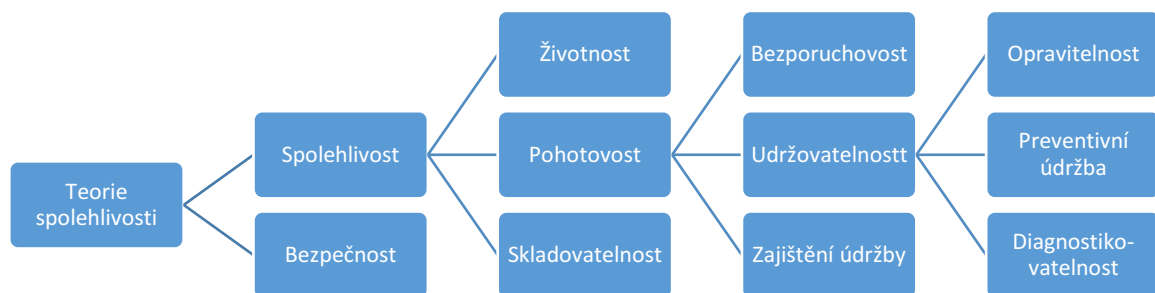 Životnost
Bezporuchovost
Opravitelnost
Spolehlivost
Pohotovost
Udržovatelnostt
Preventivní
údržba
Teorie
spolehlivosti
Bezpečnost
Skladovatelnost
Zajištění údržby
Diagnostiko-
vatelnost